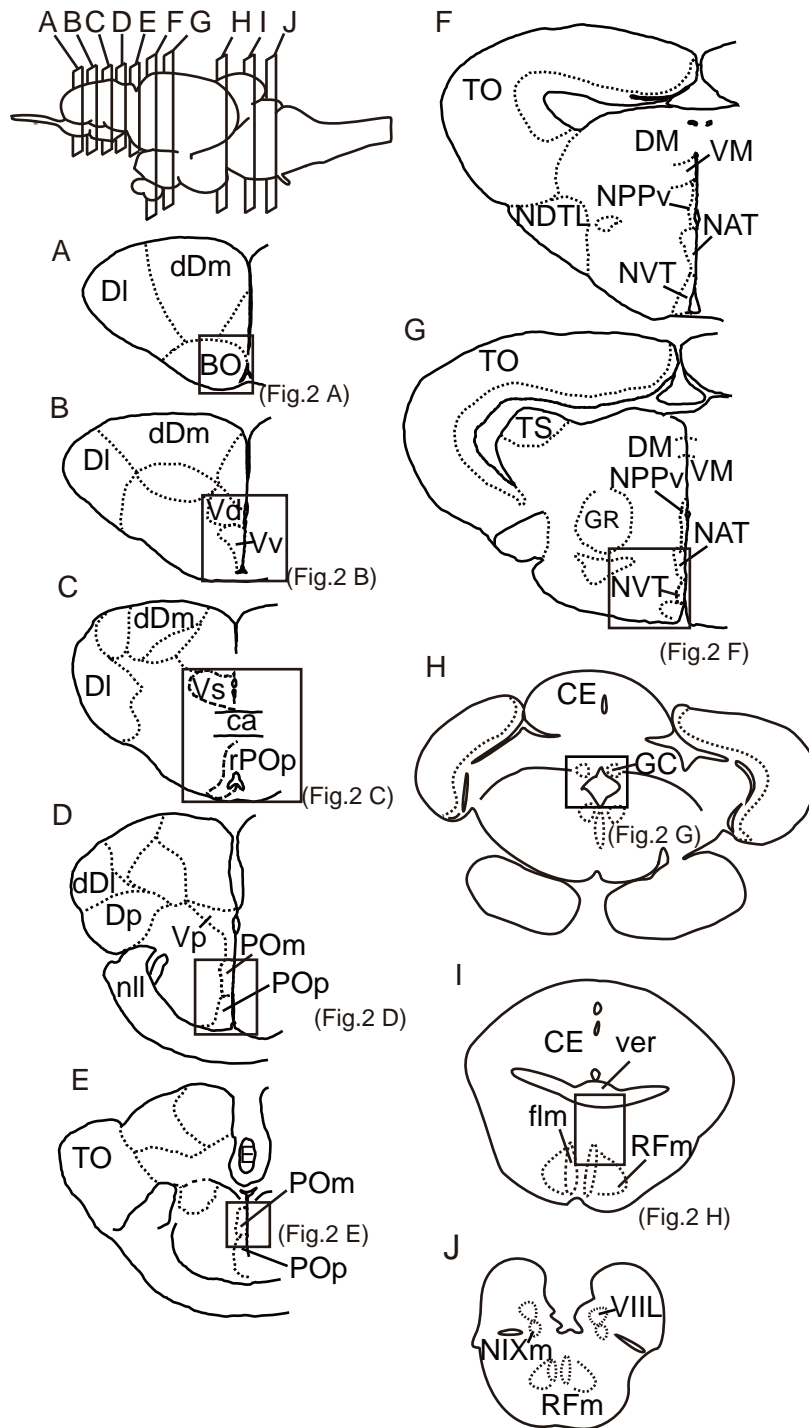 A B C D E F G H I J
A
Dl
dDm
BO
(Fig.2 A)
B
Dl
dDm
Vd
Vv
(Fig.2 B)
C
dDm
Dl
Vs
ca
rPOp
(Fig.2 C)
D
dDl
Dp
Vp
POm
nll
POp
(Fig.2 D)
E
TO
E
POm
(Fig.2 E)
POp
F
TO
DM
VM
NPPv
NDTL
NAT
NVT
G
TO
TS
DM
VM
NPPv
GR
NAT
NVT
(Fig.2 F)
H
CE
GC
(Fig.2 G)
I
CE
ver
flm
RFm
(Fig.2 H)
J
VIIL
NIXm
RFm